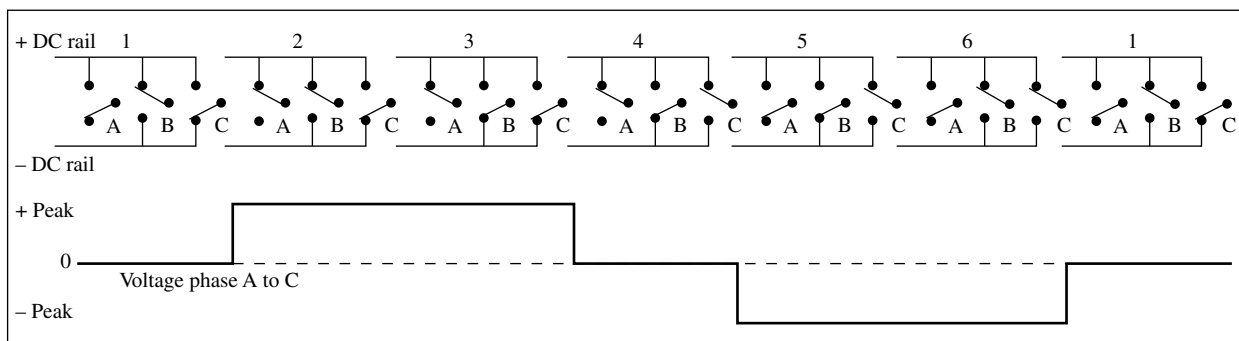 + DC rail 1 2 3 4 5 6 1
A B C A B C A B C A B C A B C A B C A B C
– DC rail
+ Peak
0
Voltage phase A to C
– Peak